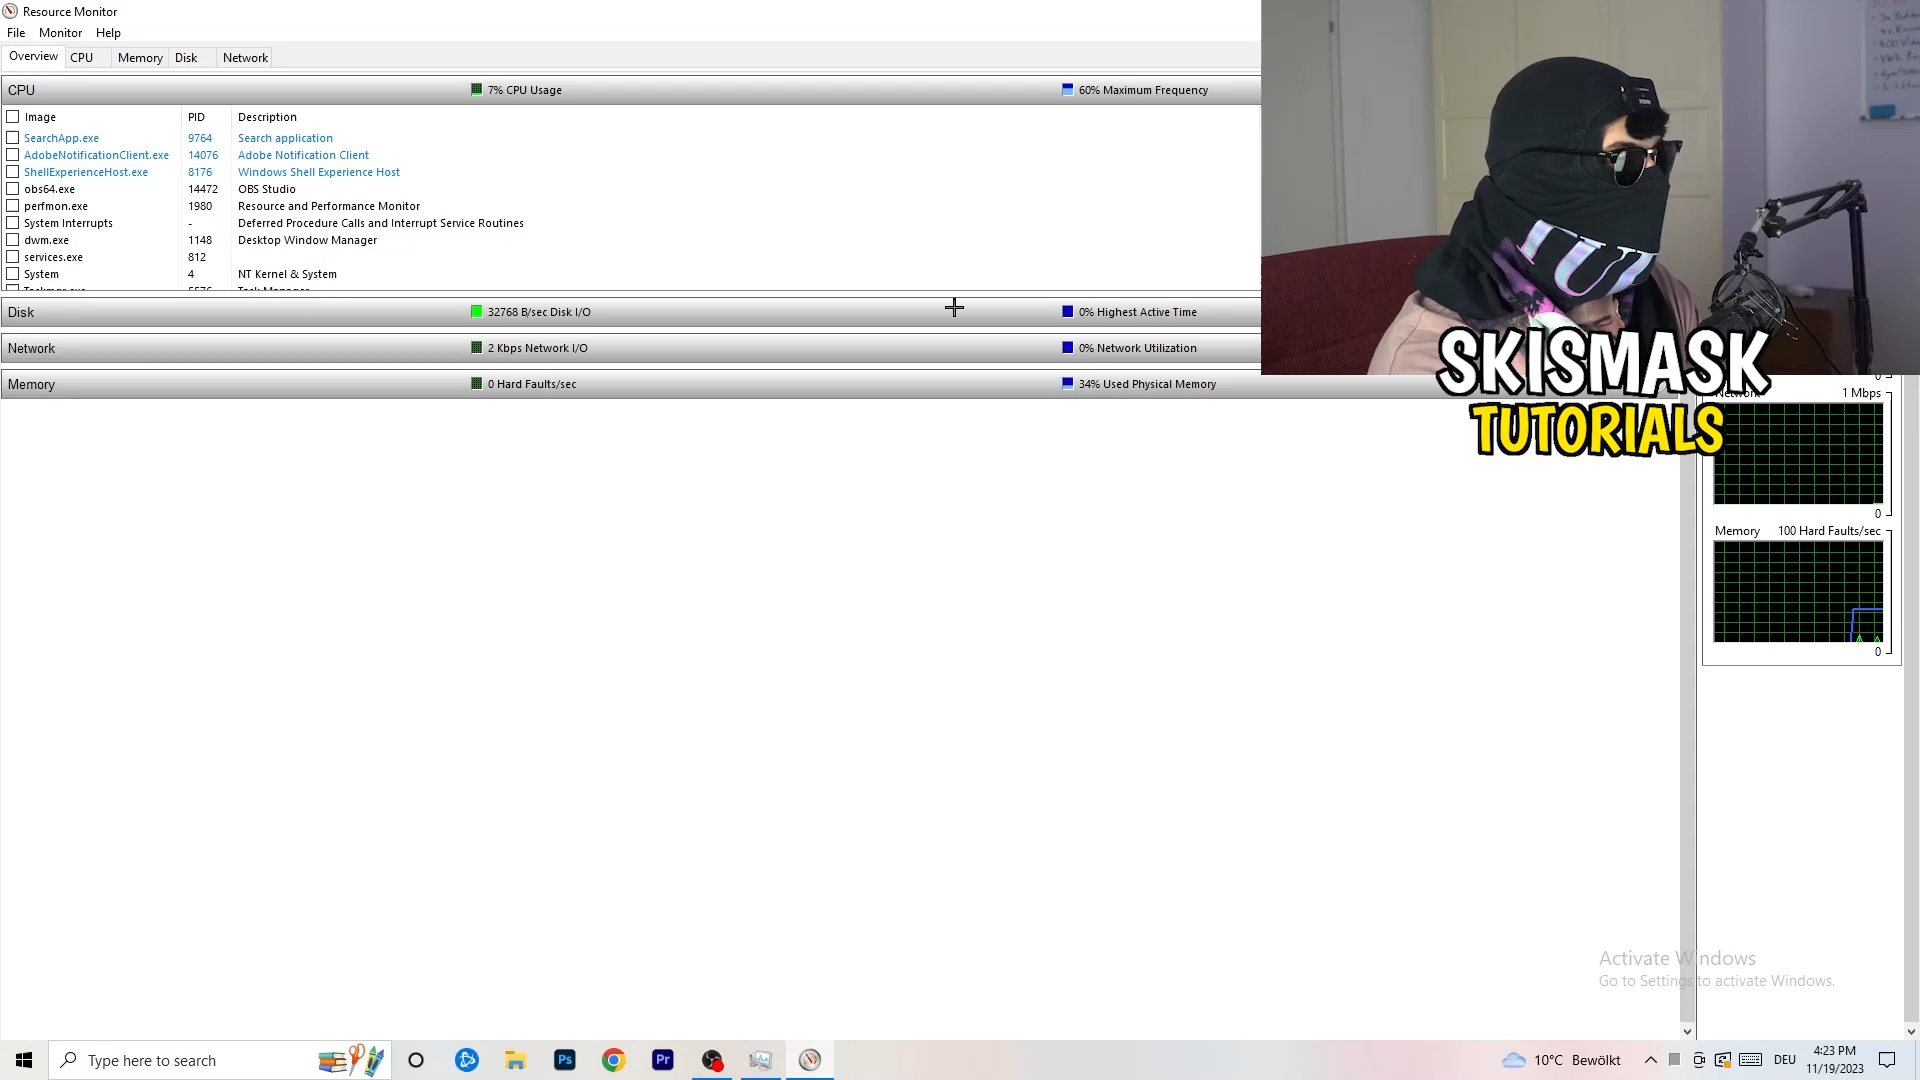 Resource Monitor
File Monitor Help
Overview CPU Memory Disk Network
CPU 7% CPU Usage 60% Maximum Frequency
Image PID Description
SearchApp.exe 9764 Search application
AdobeNotificationClient.exe 14076 Adobe Notification Client
ShellExperienceHost.exe 8176 Windows Shell Experience Host
obs64.exe 14472 OBS Studio
perfmon.exe 1980 Resource and Performance Monitor
System Interrupts - Deferred Procedure Calls and Interrupt Service Routines
dwm.exe 1148 Desktop Window Manager
services.exe 812
System 4 NT Kernel & System
Disk 32768 B/sec Disk I/O 0% Highest Active Time
Network 2 Kbps Network I/O 0% Network Utilization
Memory 0 Hard Faults/sec 34% Used Physical Memory
SKISMASK
TUTORIALS
0
Network 1 Mbps
0
Memory 100 Hard Faults/sec
0
Activate Windows
Go to Settings to activate Windows.
Type here to search
Ps
Pr
10°C Bewölkt
DEU
4:23 PM
11/19/2023